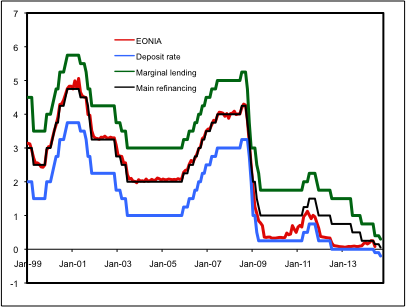 7
6
5
4
3
2
1
0
-1
EONIA
Deposit rate
Marginal lending
Main refinancing
Jan-99 Jan-01 Jan-03 Jan-05 Jan-07 Jan-09 Jan-11 Jan-13